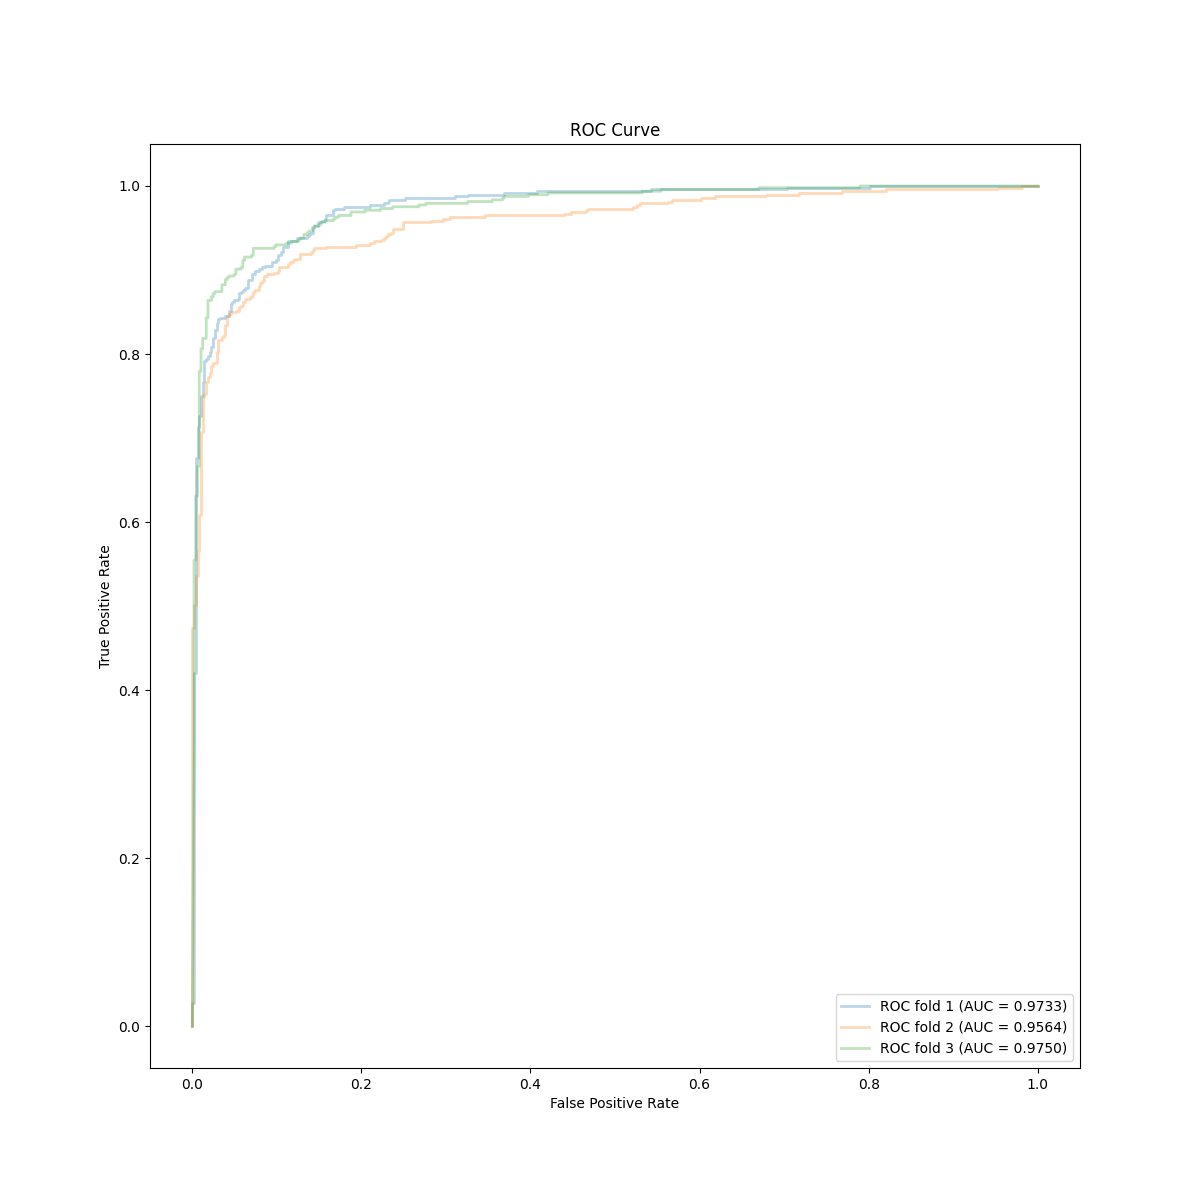 ROC Curve
True Positive Rate
1.0
0.8
0.6
0.4
0.2
0.0
0.0 0.2 0.4 0.6 0.8 1.0
False Positive Rate
ROC fold 1 (AUC = 0.9733)
ROC fold 2 (AUC = 0.9564)
ROC fold 3 (AUC = 0.9750)